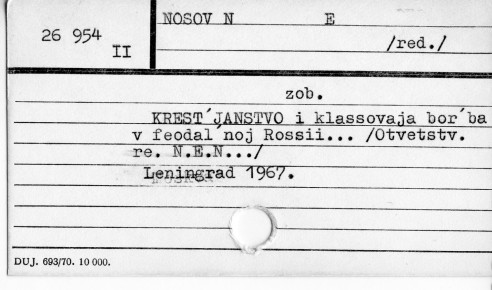 26 954
II
NOSOV N E
/red./
zob.
KREST´JANSTVO i klassovaja bor´ba
v feodal´noj Rossii... /Otvetstv.
re. N.E.N.../
Leningrad 1967.
DUJ. 693/70. 10 000.